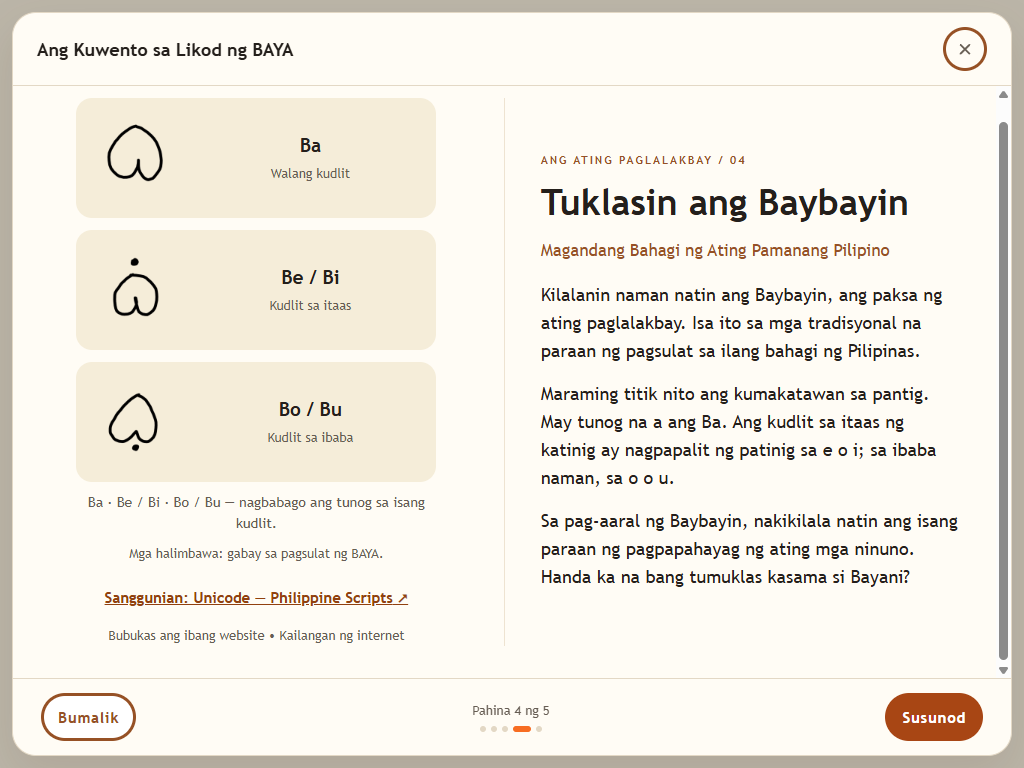 Ang Kuwento sa Likod ng BAYA
ᜊ
Ba
Walang kudlit
ᜊᜒ
Be / Bi
Kudlit sa itaas
ᜊᜓ
Bo / Bu
Kudlit sa ibaba
Ba · Be / Bi · Bo / Bu — nagbabago ang tunog sa isang
kudlit.
Mga halimbawa: gabay sa pagsulat ng BAYA.
Sanggunian: Unicode — Philippine Scripts ↗
Bubukas ang ibang website • Kailangan ng internet
ANG ATING PAGLALAKBAY / 04
Tuklasin ang Baybayin
Magandang Bahagi ng Ating Pamanang Pilipino
Kilalanin naman natin ang Baybayin, ang paksa ng
ating paglalakbay. Isa ito sa mga tradisyonal na
paraan ng pagsulat sa ilang bahagi ng Pilipinas.
Maraming titik nito ang kumakatawan sa pantig.
May tunog na a ang Ba. Ang kudlit sa itaas ng
katinig ay nagpapalit ng patinig sa e o i; sa ibaba
naman, sa o o u.
Sa pag-aaral ng Baybayin, nakikilala natin ang isang
paraan ng pagpapahayag ng ating mga ninuno.
Handa ka na bang tumuklas kasama si Bayani?
Bumalik
Pahina 4 ng 5
Susunod